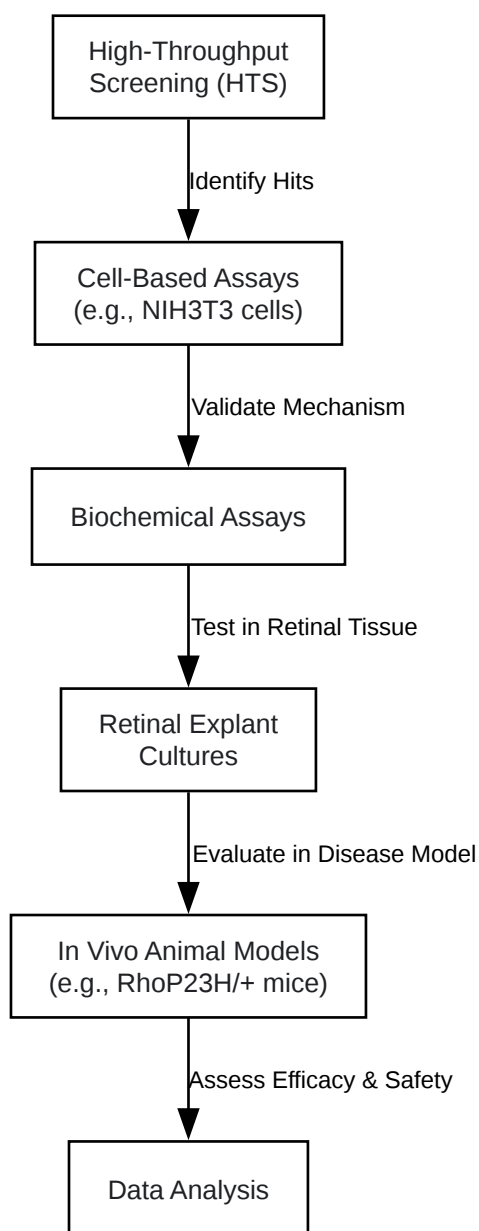 High-Throughput
Screening (HTS)
Identify Hits
Cell-Based Assays
(e.g., NIH3T3 cells)
Validate Mechanism
Biochemical Assays
Test in Retinal Tissue
Retinal Explant
Cultures
Evaluate in Disease Model
In Vivo Animal Models
(e.g., RhoP23H/+ mice)
Assess Efficacy & Safety
Data Analysis